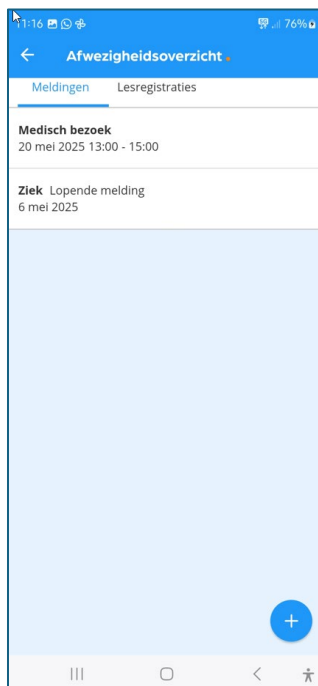 11:16 76%
Afwezigheidsoverzicht
Meldingen Lesregistraties
Medisch bezoek
20 mei 2025 13:00 - 15:00
Ziek Lopende melding
6 mei 2025